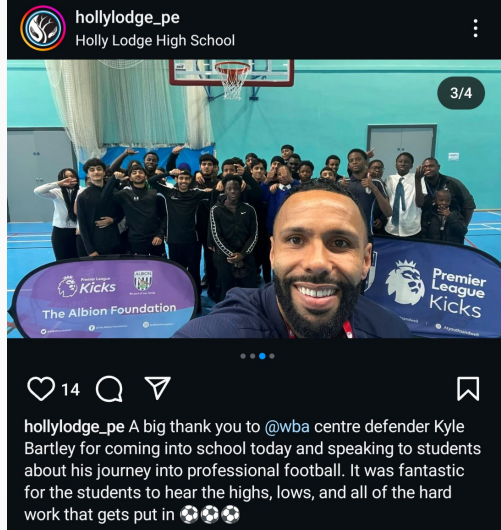 hollylodge_pe
Holly Lodge High School
3/4
Premier League
Kicks
ALBION
The Albion Foundation
Premier
League
Kicks
14
hollylodge_pe A big thank you to @wba centre defender Kyle
Bartley for coming into school today and speaking to students
about his journey into professional football. It was fantastic
for the students to hear the highs, lows, and all of the hard
work that gets put in ⚽⚽⚽